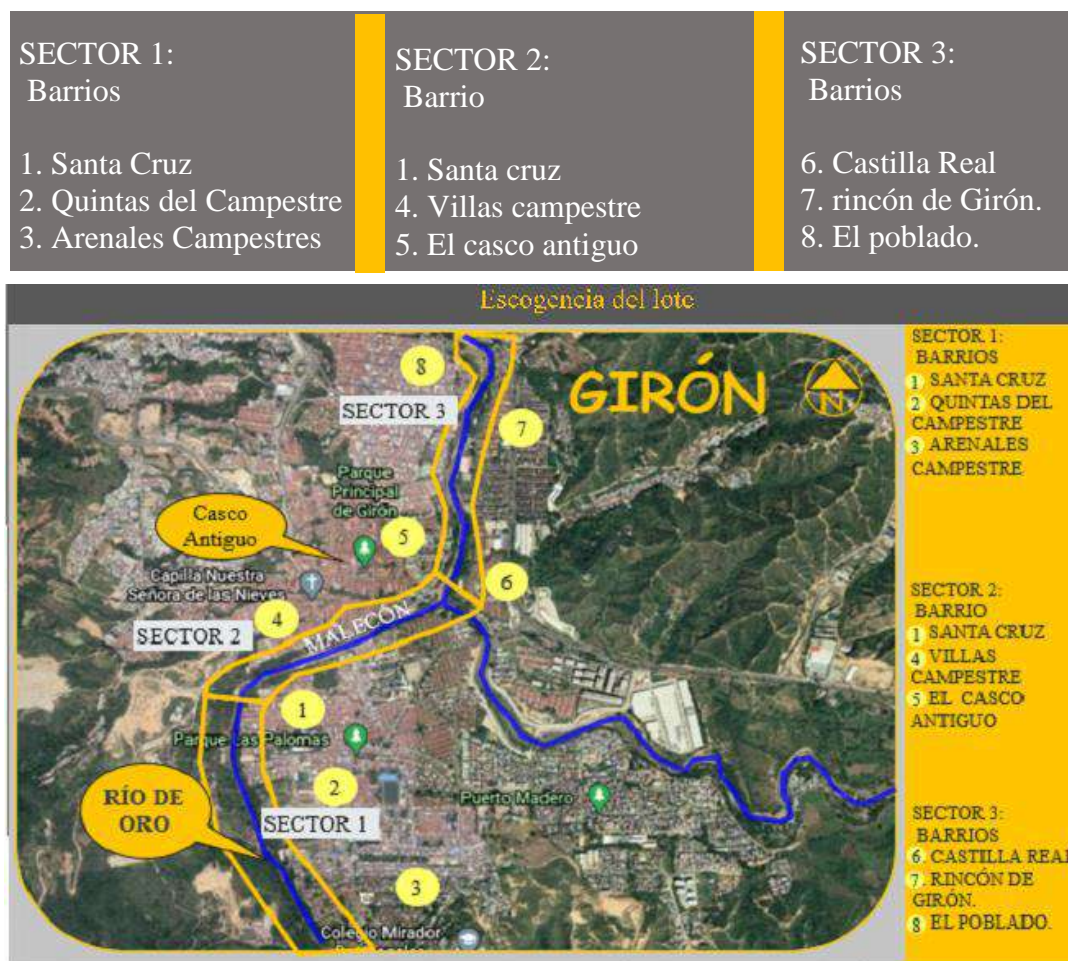 SECTOR 1:
Barrios
1. Santa Cruz
2. Quintas del Campestre
3. Arenales Campestres
SECTOR 2:
Barrio
1. Santa cruz
4. Villas campestre
5. El casco antiguo
SECTOR 3:
Barrios
6. Castilla Real
7. rincón de Girón.
8. El poblado.
Escogencia del lote
GIRÓN
N
8
SECTOR 3
7
Parque
Principal
de Girón
Casco
Antiguo
5
Capilla Nuestra
Señora de las Nieves
6
4
SECTOR 2
MALECÓN
1
Parque Las Palomas
2
RÍO DE
ORO
SECTOR 1
Puerto Madero
3
Colegio Mirador
SECTOR 1:
BARRIOS
1 SANTA CRUZ
2 QUINTAS DEL
CAMPESTRE
3 ARENALES
CAMPESTRE
SECTOR 2:
BARRIO
1 SANTA CRUZ
4 VILLAS
CAMPESTRE
5 EL CASCO
ANTIGUO
SECTOR 3:
BARRIOS
6. CASTILLA REAL
7. RINCÓN DE
GIRÓN.
8 EL POBLADO.